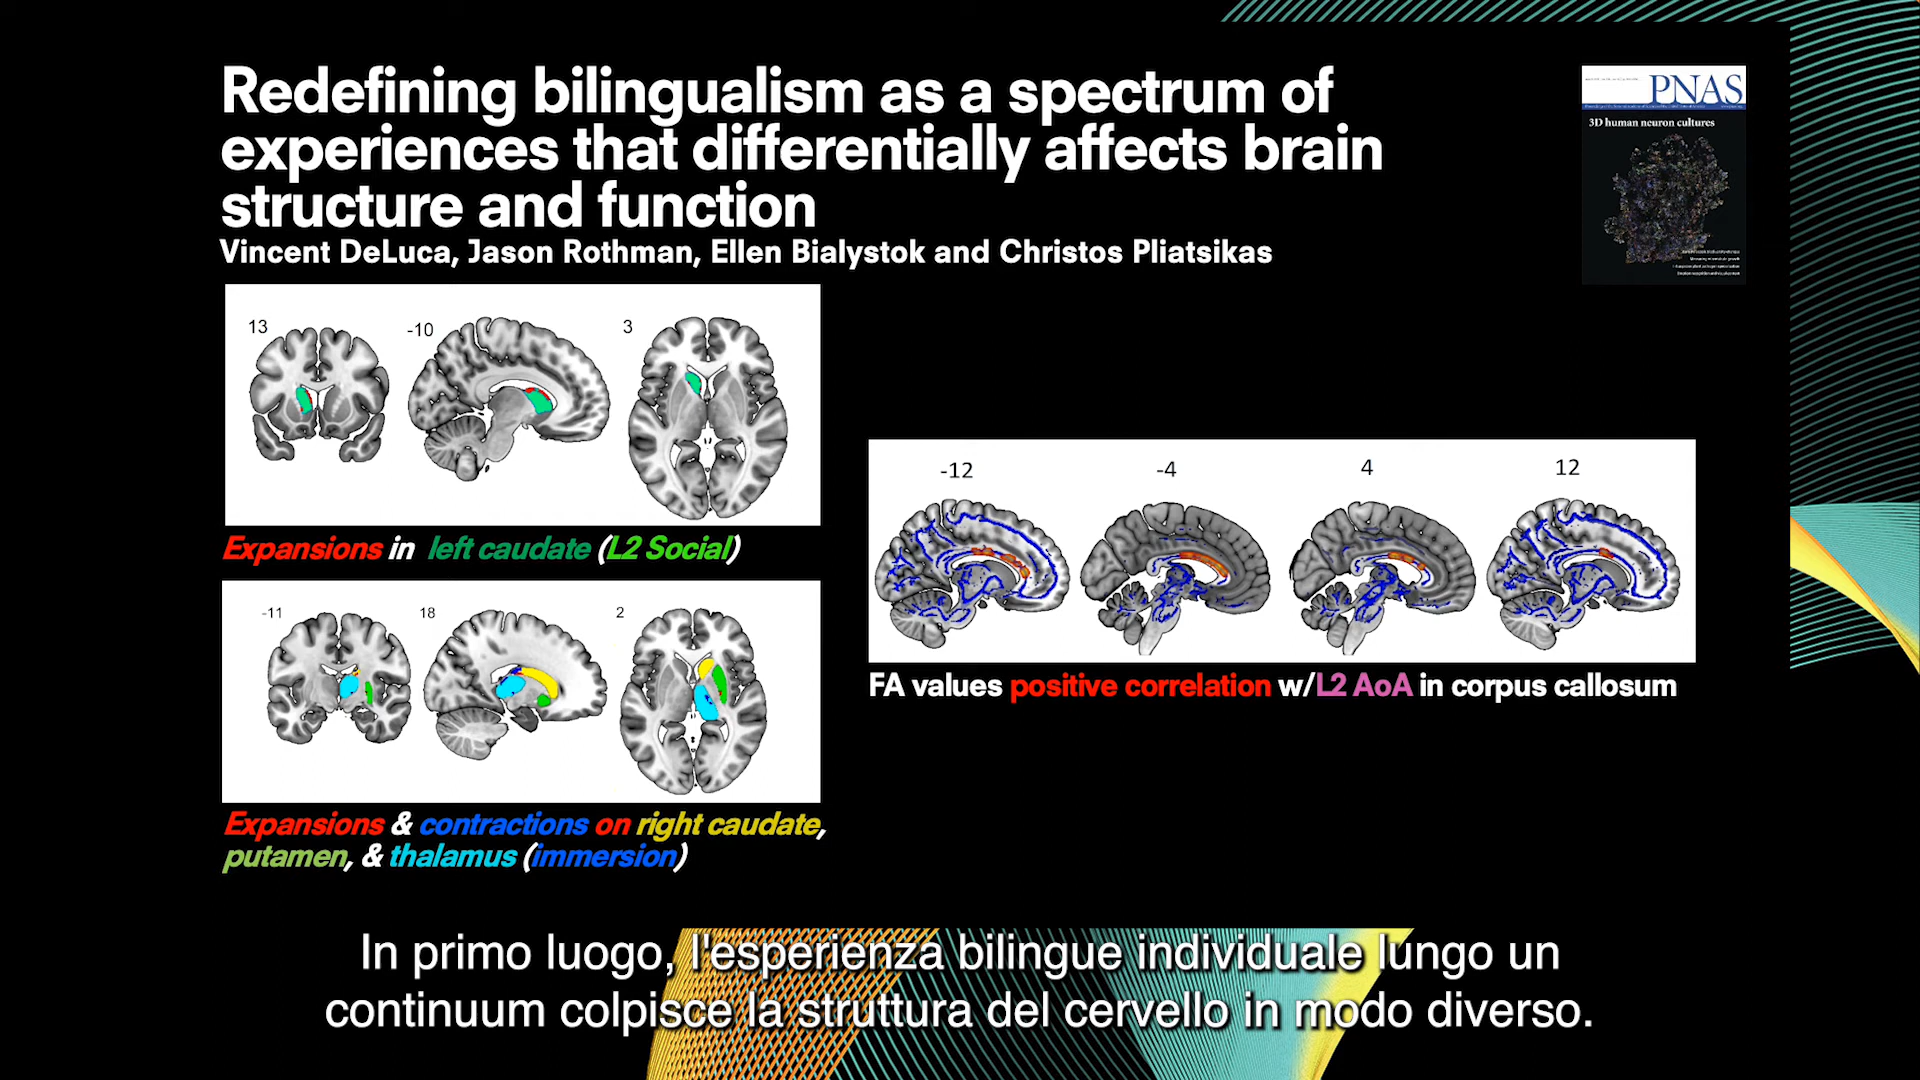 Redefining bilingualism as a spectrum of
experiences that differentially affects brain
structure and function
Vincent DeLuca, Jason Rothman, Ellen Bialystok and Christos Pliatsikas
PNAS
3D human neuron cultures
13
-10
3
Expansions in left caudate (L2 Social)
-11
18
2
Expansions & contractions on right caudate,
putamen, & thalamus (immersion)
-12
-4
4
12
FA values positive correlation w/L2 AoA in corpus callosum
In primo luogo, l'esperienza bilingue individuale lungo un
continuum colpisce la struttura del cervello in modo diverso.